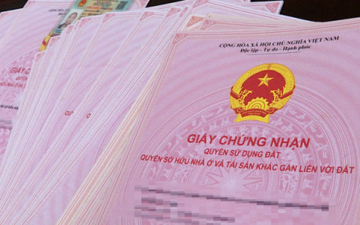 CỘNG HÒA XÃ HỘI CHỦ NGHĨA VIỆT NAM
Độc lập - Tự do - Hạnh phúc
GIẤY CHỨNG NHẬN
QUYỀN SỬ DỤNG ĐẤT
QUYỀN SỞ HỮU NHÀ Ở VÀ TÀI SẢN KHÁC GẮN LIỀN VỚI ĐẤT